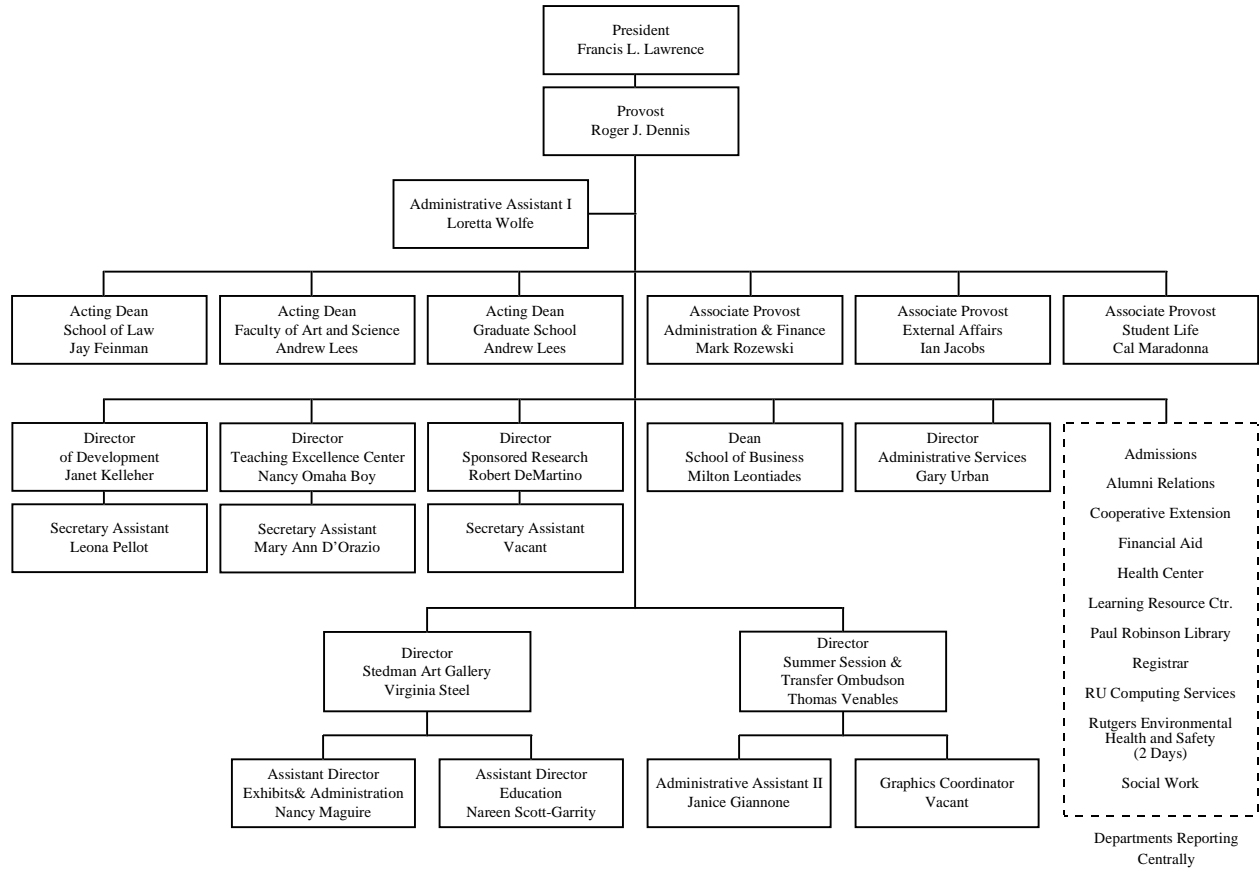 President
Francis L. Lawrence
Provost
Roger J. Dennis
Administrative Assistant I
Loretta Wolfe
Acting Dean
School of Law
Jay Feinman
Acting Dean
Faculty of Art and Science
Andrew Lees
Acting Dean
Graduate School
Andrew Lees
Associate Provost
Administration & Finance
Mark Rozewski
Associate Provost
External Affairs
Ian Jacobs
Associate Provost
Student Life
Cal Maradonna
Director
of Development
Janet Kelleher
Director
Teaching Excellence Center
Nancy Omaha Boy
Director
Sponsored Research
Robert DeMartino
Dean
School of Business
Milton Leontiades
Director
Administrative Services
Gary Urban
Secretary Assistant
Leona Pellot
Secretary Assistant
Mary Ann D’Orazio
Secretary Assistant
Vacant
Admissions
Alumni Relations
Cooperative Extension
Financial Aid
Health Center
Learning Resource Ctr.
Paul Robinson Library
Registrar
RU Computing Services
Rutgers Environmental
Health and Safety
(2 Days)
Social Work
Departments Reporting
Centrally
Director
Stedman Art Gallery
Virginia Steel
Director
Summer Session &
Transfer Ombudson
Thomas Venables
Assistant Director
Exhibits& Administration
Nancy Maguire
Assistant Director
Education
Nareen Scott-Garrity
Administrative Assistant II
Janice Giannone
Graphics Coordinator
Vacant